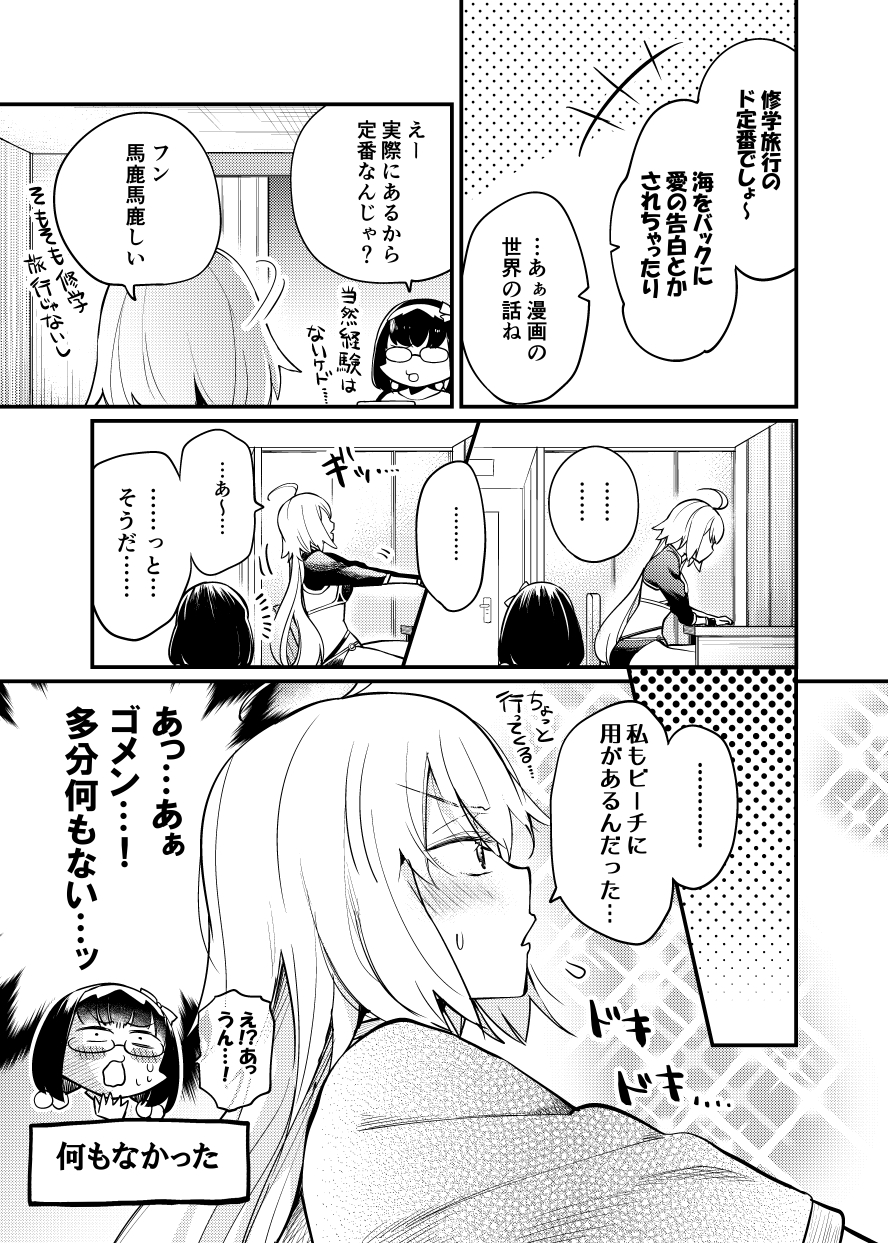 修学旅行の
ド定番でしょ～
海をバックに
愛の告白とか
されちゃったり
…あぁ漫画の
世界の話ね
えー
実際にあるから
定番なんじゃ？
当然経験は
ないケド…
フン
馬鹿馬鹿しい
そもそも修学
旅行じゃないし
………
………
………
ギッ……
…あ～…
……っと…
そうだ……
………
私もビーチに
用があるんだった…
ちょっと
行ってくる…
ドキ
ドキ……
あっ…あぁ
ゴメン…！
多分何もない…ッ
え!?あっ
うん…！
何もなかった